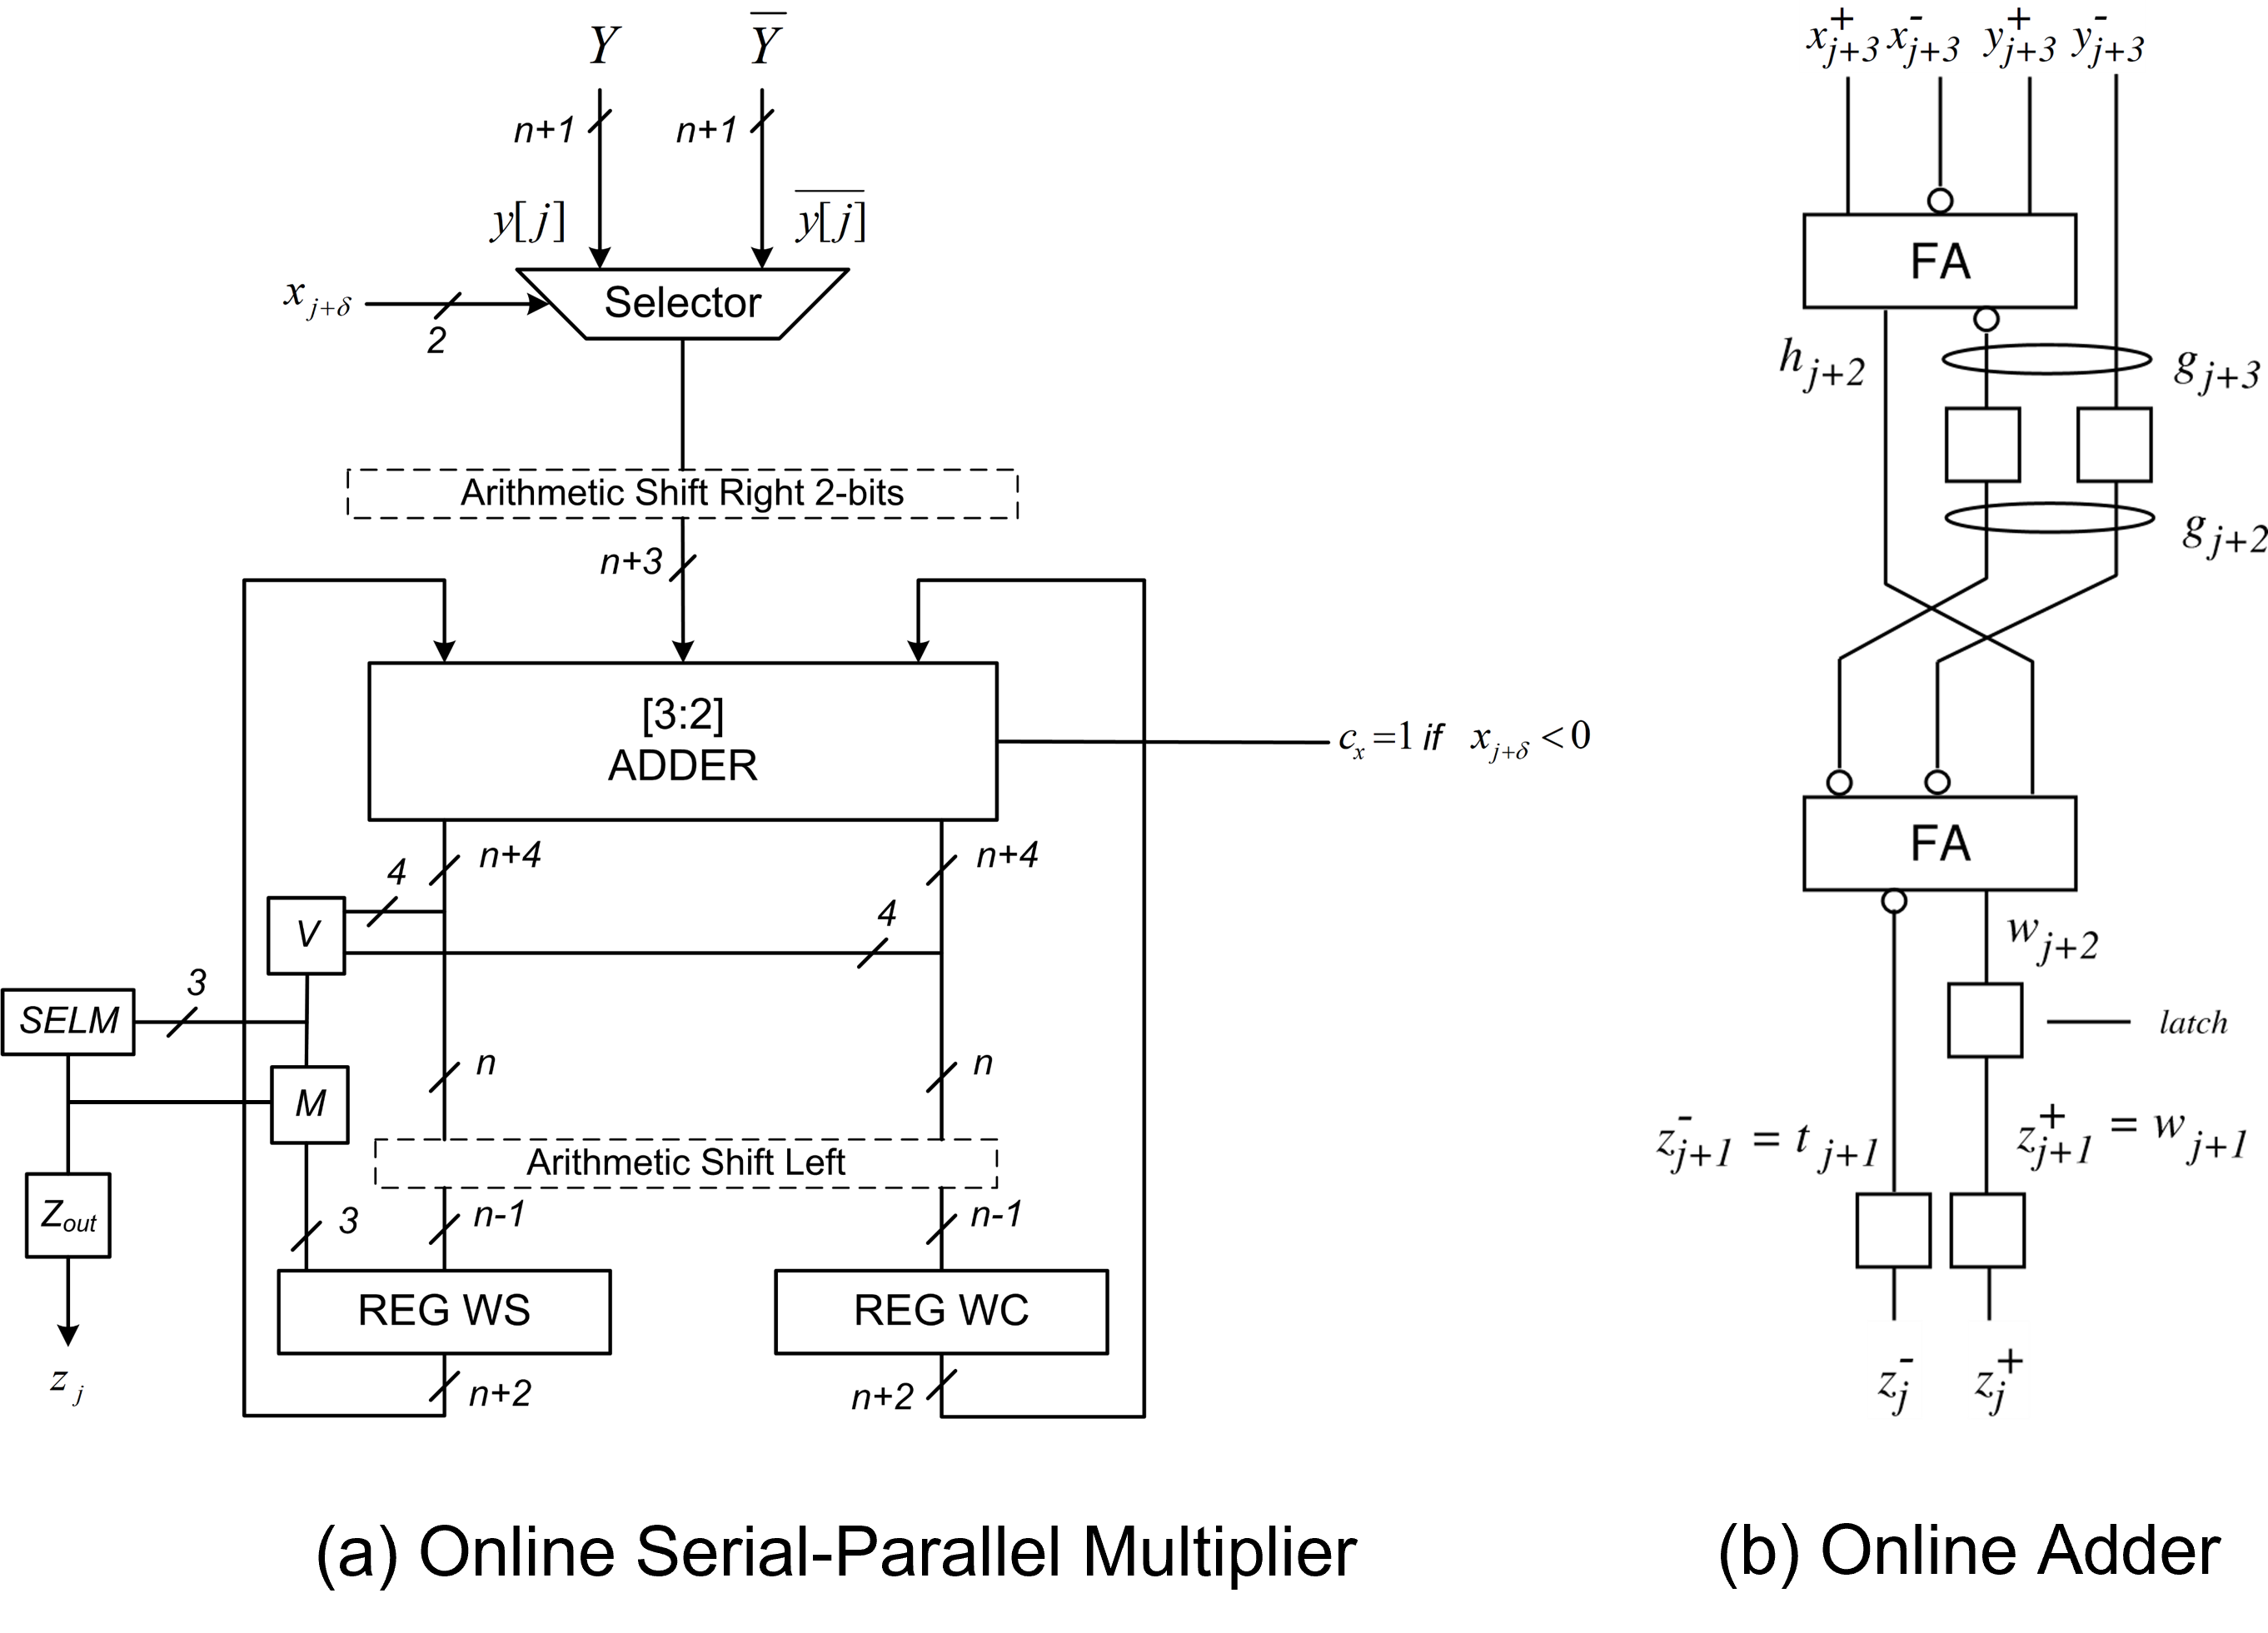 Y
\overline{Y}
n+1
n+1
y[j]
\overline{y[j]}
x_{j+δ}
2
Selector
Arithmetic Shift Right 2-bits
n+3
[3:2]
ADDER
c_x=1 if x_{j+δ} <0
n+4
n+4
4
4
V
3
SELM
n
n
M
Arithmetic Shift Left
Z_{out}
3
n-1
n-1
REG WS
REG WC
z_j
n+2
n+2
(a) Online Serial-Parallel Multiplier
x^+_{j+3} x^-_{j+3} y^+_{j+3} y^-_{j+3}
FA
h_{j+2}
g_{j+3}
g_{j+2}
FA
w_{j+2}
latch
z^-_{j+1} = t_{j+1}
z^+_{j+1} = w_{j+1}
z^-_j
z^+_j
(b) Online Adder